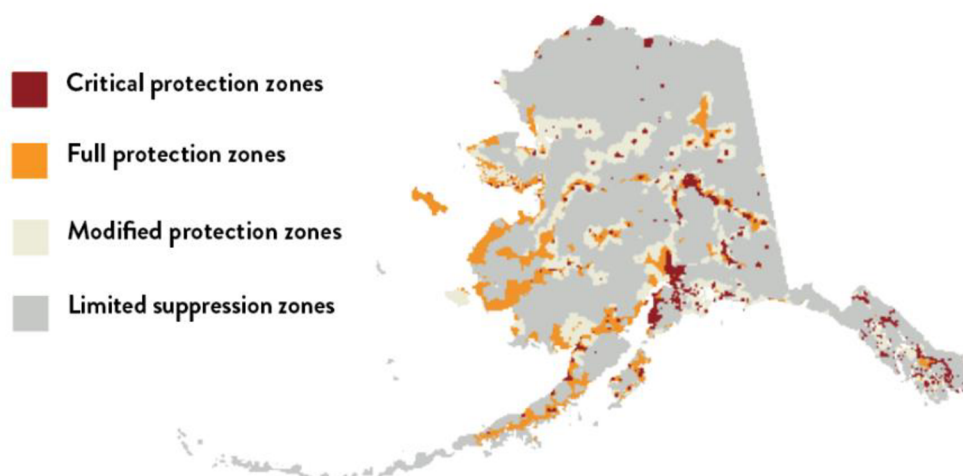 Critical protection zones
Full protection zones
Modified protection zones
Limited suppression zones